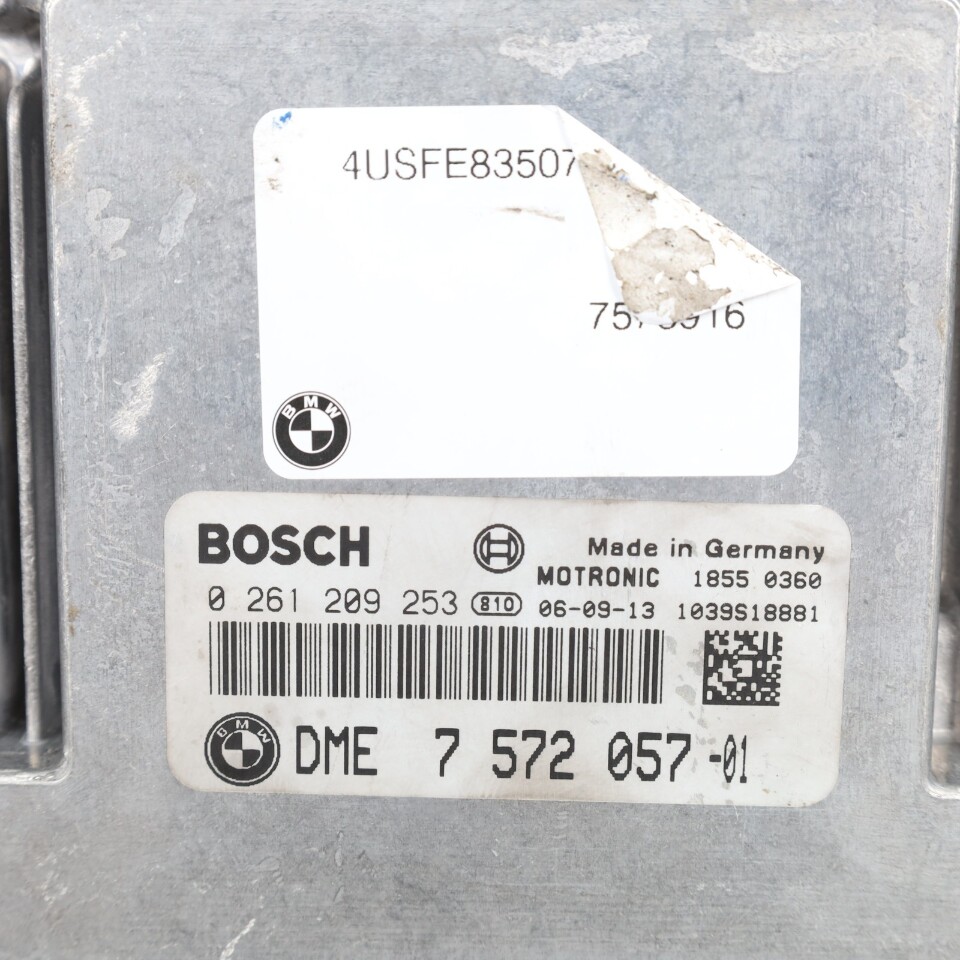 4USFE83507
BMW
BOSCH
Made in Germany
MOTRONIC 1855 0360
0 261 209 253 810 06-09-13 1039S18881
BMW DME 7 572 057-01